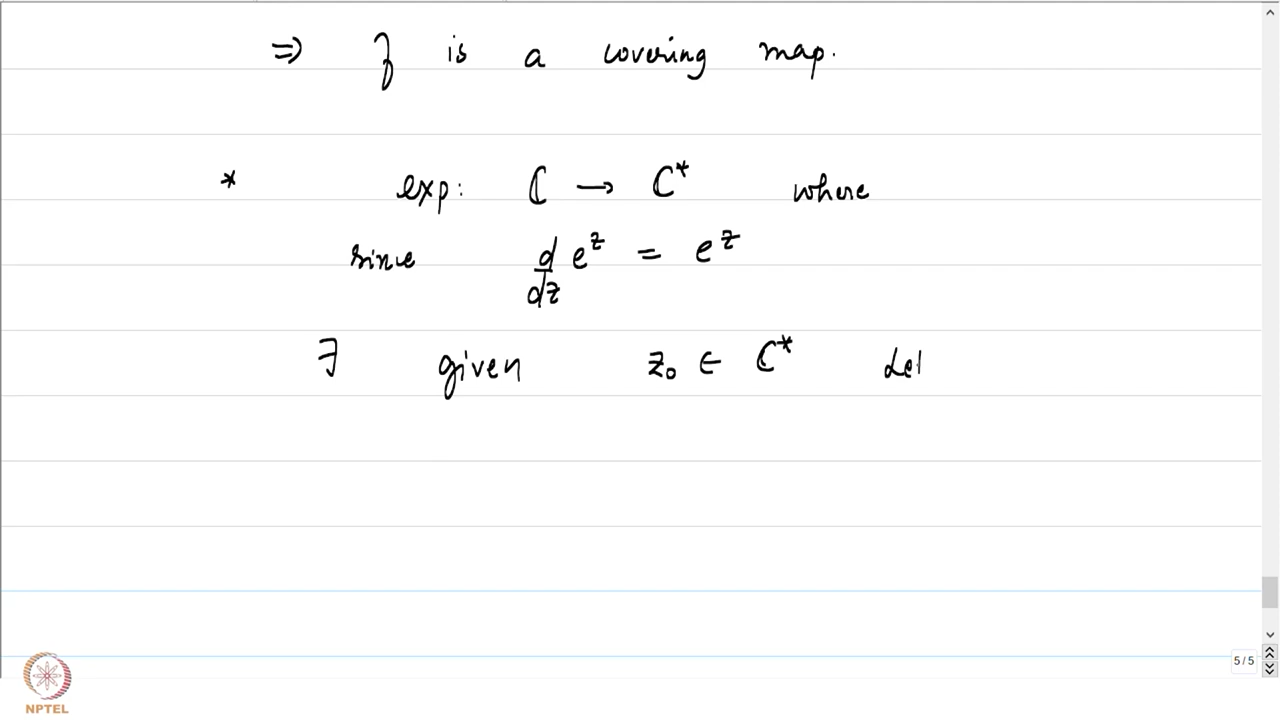 ⇒ f is a covering map.
* exp: ℂ → ℂ* where
since d/dz e^z = e^z
∃ given z₀ ∈ ℂ* Let
5 / 5
NPTEL